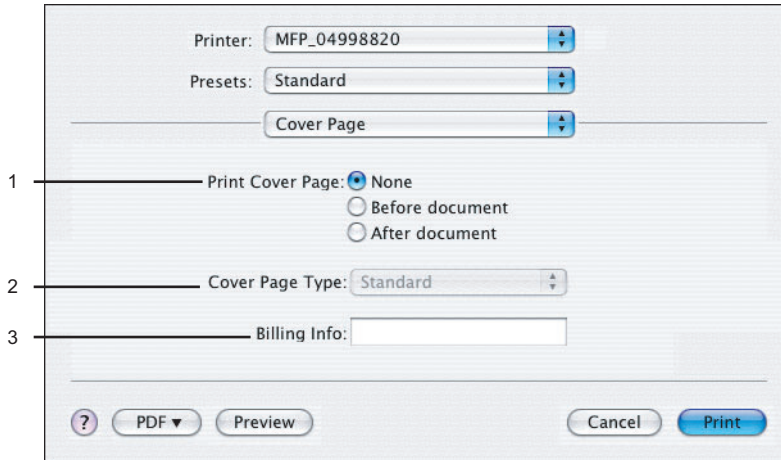 Printer: MFP_04998820
Presets: Standard
Cover Page
1 Print Cover Page: None
Before document
After document
2 Cover Page Type: Standard
3 Billing Info:
? PDF ▼ Preview Cancel Print